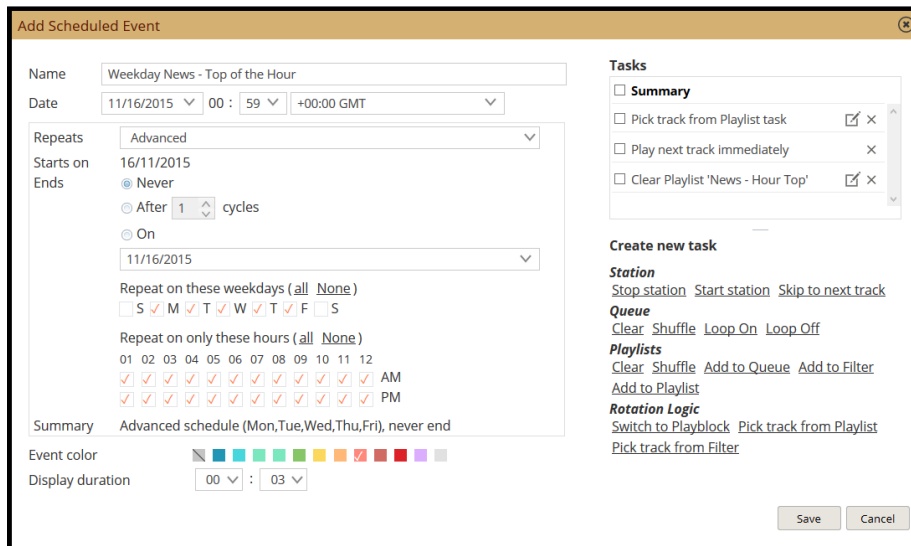 Add Scheduled Event
Name
Weekday News - Top of the Hour
Date
11/16/2015 00 : 59 +00:00 GMT
Repeats
Advanced
Starts on
16/11/2015
Ends
Never
After 1 cycles
On
11/16/2015
Repeat on these weekdays ( all None )
S M T W T F S
Repeat on only these hours ( all None )
01 02 03 04 05 06 07 08 09 10 11 12
AM
PM
Summary
Advanced schedule (Mon,Tue,Wed,Thu,Fri), never end
Event color
Display duration
00 : 03
Tasks
Summary
Pick track from Playlist task
Play next track immediately
Clear Playlist 'News - Hour Top'
Create new task
Station
Stop station Start station Skip to next track
Queue
Clear Shuffle Loop On Loop Off
Playlists
Clear Shuffle Add to Queue Add to Filter
Add to Playlist
Rotation Logic
Switch to Playblock Pick track from Playlist
Pick track from Filter
Save Cancel